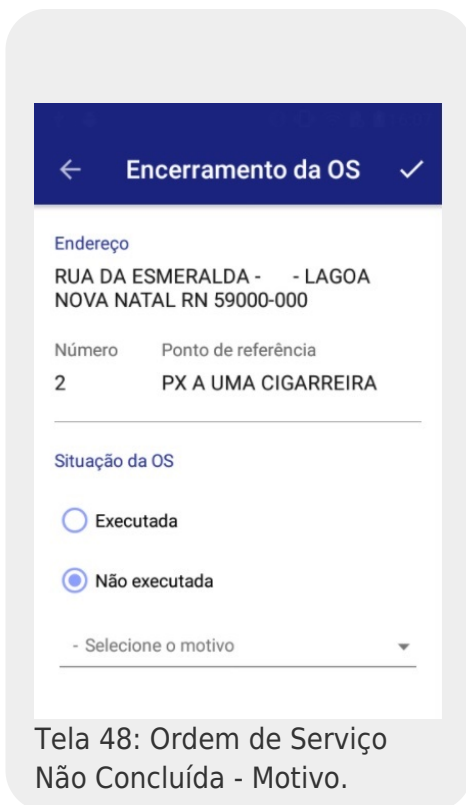 Encerramento da OS
Endereço
RUA DA ESMERALDA - - LAGOA
NOVA NATAL RN 59000-000
Número Ponto de referência
2 PX A UMA CIGARREIRA
Situação da OS
Executada
Não executada
- Selecione o motivo
Tela 48: Ordem de Serviço
Não Concluída - Motivo.